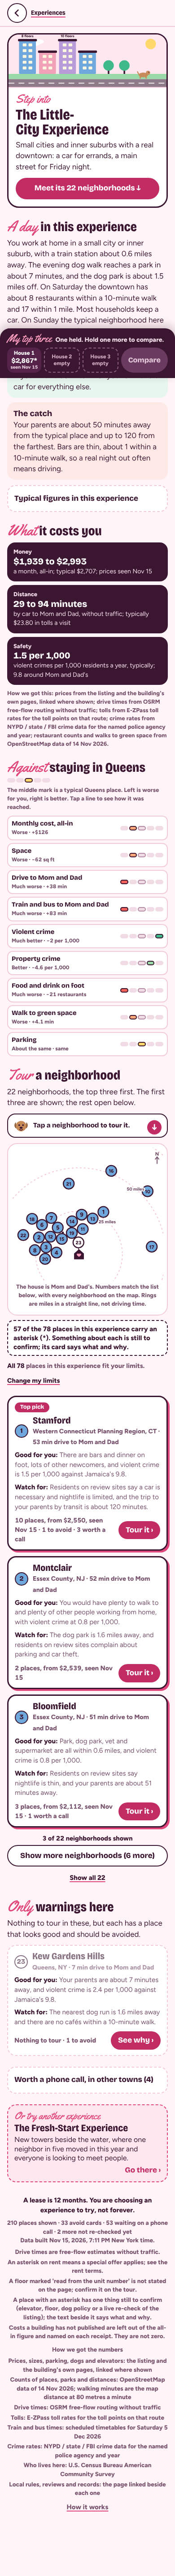 Experiences
8 floors
10 floors
Step into
The Little-
City Experience
Small cities and inner suburbs with a real
downtown: a car for errands, a main
street for Friday night.
Meet its 22 neighborhoods ↓
A day in this experience
You work at home in a small city or inner
suburb, with a train station about 0.6 miles
away. The evening dog walk reaches a park in
about 7 minutes, and the dog park is about 1.5
miles off. On Saturday the downtown has
about 8 restaurants within a 10-minute walk
and 17 within 1 mile. Most households keep a
car. On Sunday the typical neighborhood here
My top three One held. Hold one more to compare.
House 1
$2,867*
seen Nov 15
House 2
empty
House 3
empty
Compare
car for everything else.
The catch
Your parents are about 50 minutes away
from the typical place and up to 120 from
the farthest. Bars are thin, about 1 within a
10-minute walk, so a real night out often
means driving.
Typical figures in this experience
What it costs you
Money
$1,939 to $2,993
a month, all-in; typical $2,707; prices seen Nov 15
Distance
29 to 94 minutes
by car to Mom and Dad, without traffic; typically
$23.80 in tolls a visit
Safety
1.5 per 1,000
violent crimes per 1,000 residents a year, typically;
9.8 around Mom and Dad's
How we got this: prices from the listing and the building's
own pages, linked where shown; drive times from OSRM
free-flow routing without traffic; tolls from E-ZPass toll
rates for the toll points on that route; crime rates from
NYPD / state / FBI crime data for the named police agency
and year; restaurant counts and walks to green space from
OpenStreetMap data of 14 Nov 2026.
Against staying in Queens
The middle mark is a typical Queens place. Left is worse
for you, right is better. Tap a line to see how it was
reached.
Monthly cost, all-in
Worse · +$126
Space
Worse · −62 sq ft
Drive to Mom and Dad
Much worse · +38 min
Train and bus to Mom and Dad
Much worse · +83 min
Violent crime
Much better · −2 per 1,000
Property crime
Better · −4.6 per 1,000
Food and drink on foot
Much worse · −21 restaurants
Walk to green space
Worse · +4.1 min
Parking
About the same · same
Tour a neighborhood
22 neighborhoods, the top three first. The first
three are shown; the rest open below.
Tap a neighborhood to tour it.
N
50 miles
25 miles
The house is Mom and Dad's. Numbers match the list
below, with every neighborhood on the map. Rings
are miles in a straight line, not driving time.
57 of the 78 places in this experience carry an
asterisk (*). Something about each is still to
confirm; its card says what and why.
All 78 places in this experience fit your limits.
Change my limits
Top pick
1
Stamford
Western Connecticut Planning Region, CT ·
53 min drive to Mom and Dad
Good for you: There are bars and dinner on
foot, lots of other newcomers, and violent crime
is 1.5 per 1,000 against Jamaica's 9.8.
Watch for: Residents on review sites say a car is
necessary and nightlife is limited, and the trip to
your parents by transit is about 120 minutes.
10 places, from $2,550, seen
Nov 15 · 1 to avoid · 3 worth a
call
Tour it ›
2
Montclair
Essex County, NJ · 52 min drive to Mom
and Dad
Good for you: You would have plenty to walk to
and plenty of other people working from home,
with violent crime at 0.8 per 1,000.
Watch for: The dog park is 1.6 miles away, and
residents on review sites complain about
parking and car theft.
2 places, from $2,539, seen Nov
15
Tour it ›
3
Bloomfield
Essex County, NJ · 51 min drive to Mom
and Dad
Good for you: Park, dog park, vet and
supermarket are all within 0.6 miles, and violent
crime is 0.8 per 1,000.
Watch for: Residents on review sites say
nightlife is thin, and your parents are about 51
minutes away.
3 places, from $2,112, seen Nov
15 · 1 worth a call
Tour it ›
3 of 22 neighborhoods shown
Show more neighborhoods (6 more)
Show all 22
Only warnings here
Nothing to tour in these, but each has a place
that looks good and should be avoided.
23
Kew Gardens Hills
Queens, NY · 7 min drive to Mom and Dad
Good for you: Your parents are about 7 minutes
away, and violent crime is 2.4 per 1,000 against
Jamaica's 9.8.
Watch for: The nearest dog run is 1.6 miles away
and there are no cafés within a 10-minute walk.
Nothing to tour · 1 to avoid
See why ›
Worth a phone call, in other towns (4)
Or try another experience
The Fresh-Start Experience
New towers beside the water, where one
neighbor in five moved in this year and
everyone is looking to meet people.
Go there ›
A lease is 12 months. You are choosing an
experience to try, not forever.
210 places shown · 33 avoid cards · 53 waiting on a phone
call · 2 more not re-checked yet
Data built Nov 15, 2026, 7:11 PM New York time.
Drive times are free-flow estimates without traffic.
An asterisk on rent means a special offer applies; see the
rent terms.
A floor marked 'read from the unit number' is not stated
on the page; confirm it on the tour.
A place with an asterisk has one thing still to confirm
(elevator, floor, dog policy or a live re-check of the
listing); the text beside it says what and why.
Costs a building has not published are left out of the all-
in figure and named on each receipt. They are not zero.
How we got the numbers
Prices, sizes, parking, dogs and elevators: the listing and
the building's own pages, linked where shown
Counts of places, parks and distances: OpenStreetMap
data of 14 Nov 2026; walking minutes are the map
distance at 80 metres a minute
Drive times: OSRM free-flow routing without traffic
Tolls: E-ZPass toll rates for the toll points on that route
Train and bus times: scheduled timetables for Saturday 5
Dec 2026
Crime rates: NYPD / state / FBI crime data for the named
police agency and year
Who lives here: U.S. Census Bureau American
Community Survey
Local rules, reviews and records: the page linked beside
each one
How it works